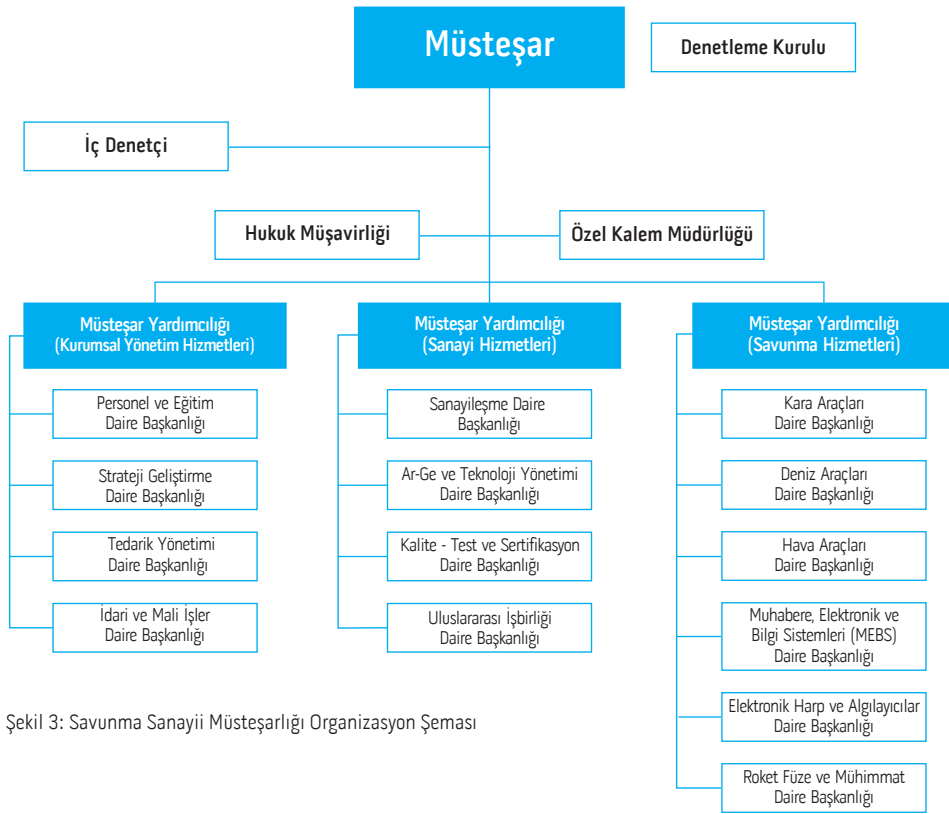 Müsteşar
Denetleme Kurulu
İç Denetçi
Hukuk Müşavirliği
Özel Kalem Müdürlüğü
Müsteşar Yardımcılığı
(Kurumsal Yönetim Hizmetleri)
Personel ve Eğitim
Daire Başkanlığı
Strateji Geliştirme
Daire Başkanlığı
Tedarik Yönetimi
Daire Başkanlığı
İdari ve Mali İşler
Daire Başkanlığı
Müsteşar Yardımcılığı
(Sanayi Hizmetleri)
Sanayileşme Daire
Başkanlığı
Ar-Ge ve Teknoloji Yönetimi
Daire Başkanlığı
Kalite - Test ve Sertifikasyon
Daire Başkanlığı
Uluslararası İşbirliği
Daire Başkanlığı
Müsteşar Yardımcılığı
(Savunma Hizmetleri)
Kara Araçları
Daire Başkanlığı
Deniz Araçları
Daire Başkanlığı
Hava Araçları
Daire Başkanlığı
Muhabere, Elektronik ve
Bilgi Sistemleri (MEBS)
Daire Başkanlığı
Elektronik Harp ve Algılayıcılar
Daire Başkanlığı
Roket Füze ve Mühimmat
Daire Başkanlığı
Şekil 3: Savunma Sanayii Müsteşarlığı Organizasyon Şeması